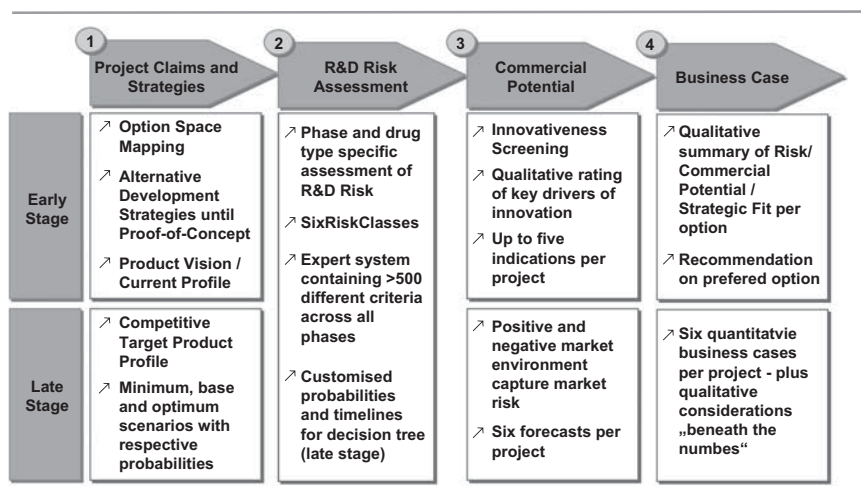 1
Project Claims and
Strategies
2
R&D Risk
Assessment
3
Commercial
Potential
4
Business Case
Early
Stage
↗ Option Space
Mapping
↗ Alternative
Development
Strategies until
Proof-of-Concept
↗ Product Vision /
Current Profile
↗ Phase and drug
type specific
assessment of
R&D Risk
↗ SixRiskClasses
↗ Expert system
containing >500
different criteria
across all
phases
↗ Customised
probabilities
and timelines
for decision tree
(late stage)
↗ Innovativeness
Screening
↗ Qualitative rating
of key drivers of
innovation
↗ Up to five
indications per
project
↗ Qualitative
summary of Risk/
Commercial
Potential /
Strategic Fit per
option
↗ Recommendation
on prefered option
Late
Stage
↗ Competitive
Target Product
Profile
↗ Minimum, base
and optimum
scenarios with
respective
probabilities
↗ Positive and
negative market
environment
capture market
risk
↗ Six forecasts per
project
↗ Six quantitatvie
business cases
per project - plus
qualitative
considerations
„beneath the
numbes“